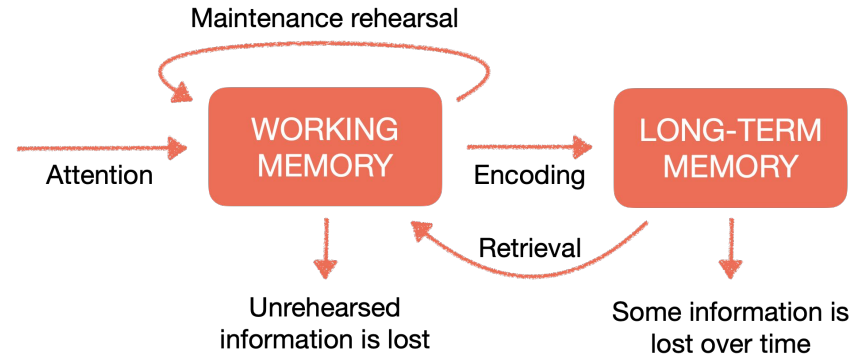 Maintenance rehearsal
WORKING
MEMORY
LONG-TERM
MEMORY
Attention
Encoding
Retrieval
Unrehearsed
information is lost
Some information is
lost over time